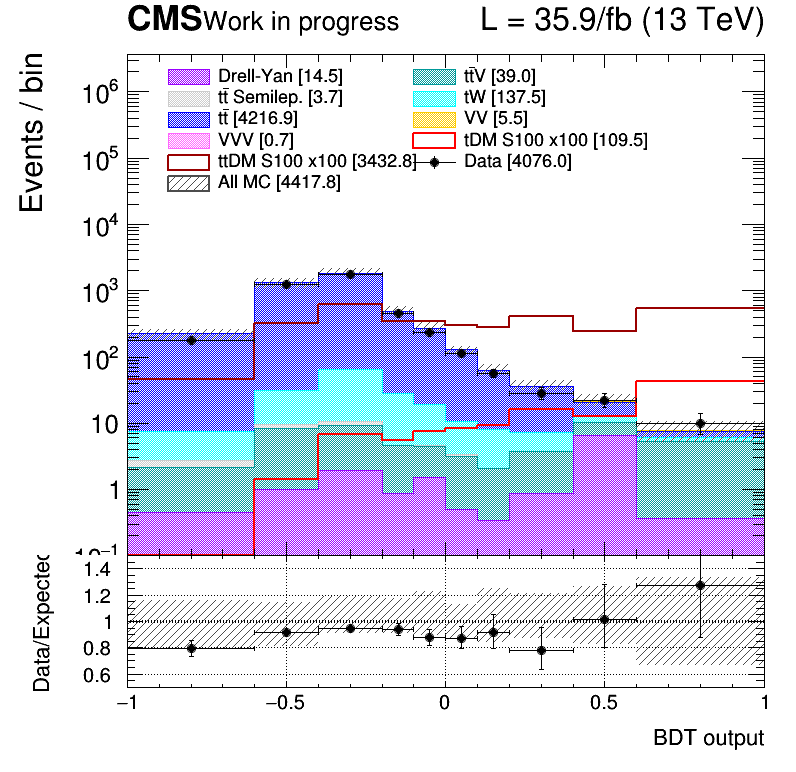 CMS Work in progress L = 35.9/fb (13 TeV)
Events / bin
Drell-Yan [14.5] tt̄V [39.0]
tt̄ Semilep. [3.7] tW [137.5]
tt̄ [4216.9] VV [5.5]
VVV [0.7] tDM S100 x100 [109.5]
ttDM S100 x100 [3432.8] Data [4076.0]
All MC [4417.8]
10⁶
10⁵
10⁴
10³
10²
10
1
10⁻¹
Data/Expected
1.4
1.2
1
0.8
0.6
−1 −0.5 0 0.5 1
BDT output